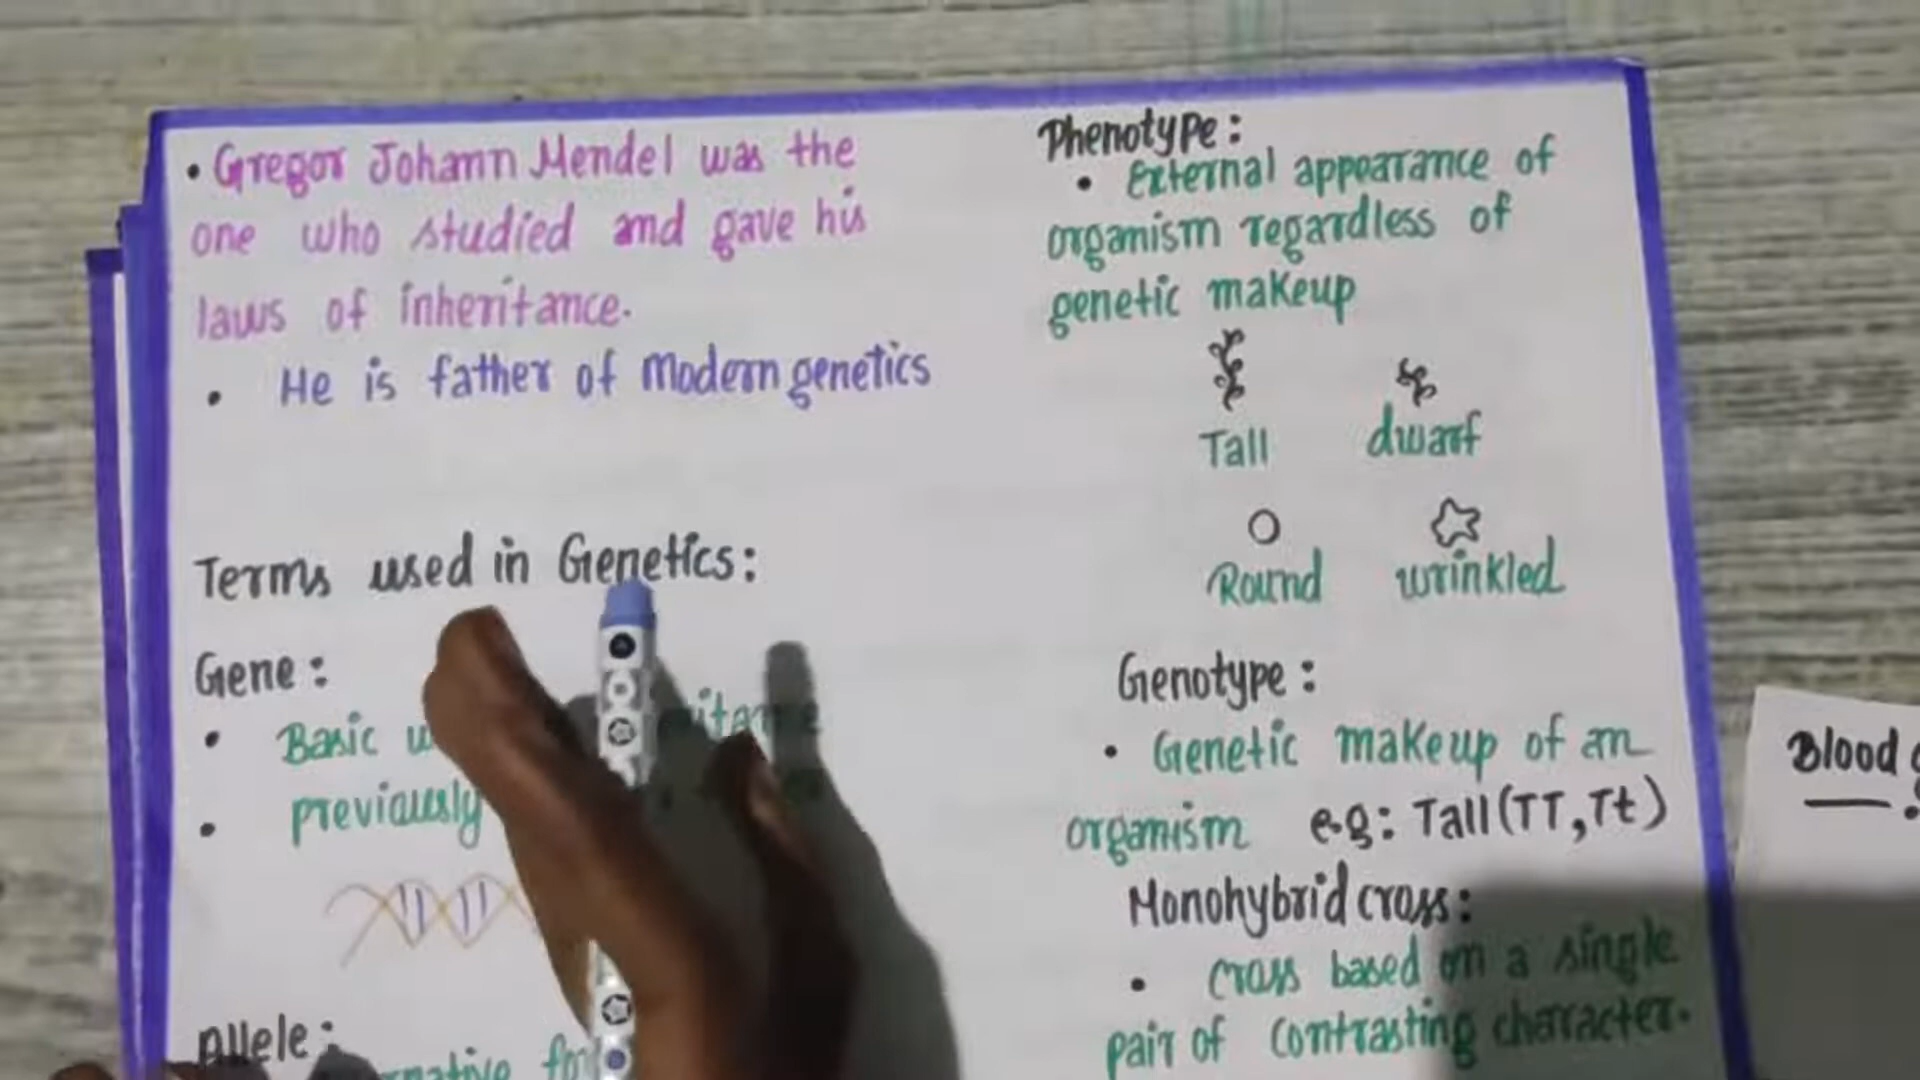 • Gregor Johann Mendel was the
one who studied and gave his
laws of inheritance.
• He is father of Modern genetics
Terms used in Genetics:
Gene:
• Basic
• previously
Allele:
Phenotype:
• External appearance of
organism regardless of
genetic makeup
Tall dwarf
Round wrinkled
Genotype:
• Genetic makeup of an
organism e.g: Tall (TT, Tt)
Monohybrid cross:
• cross based on a single
pair of contrasting character.
Blood